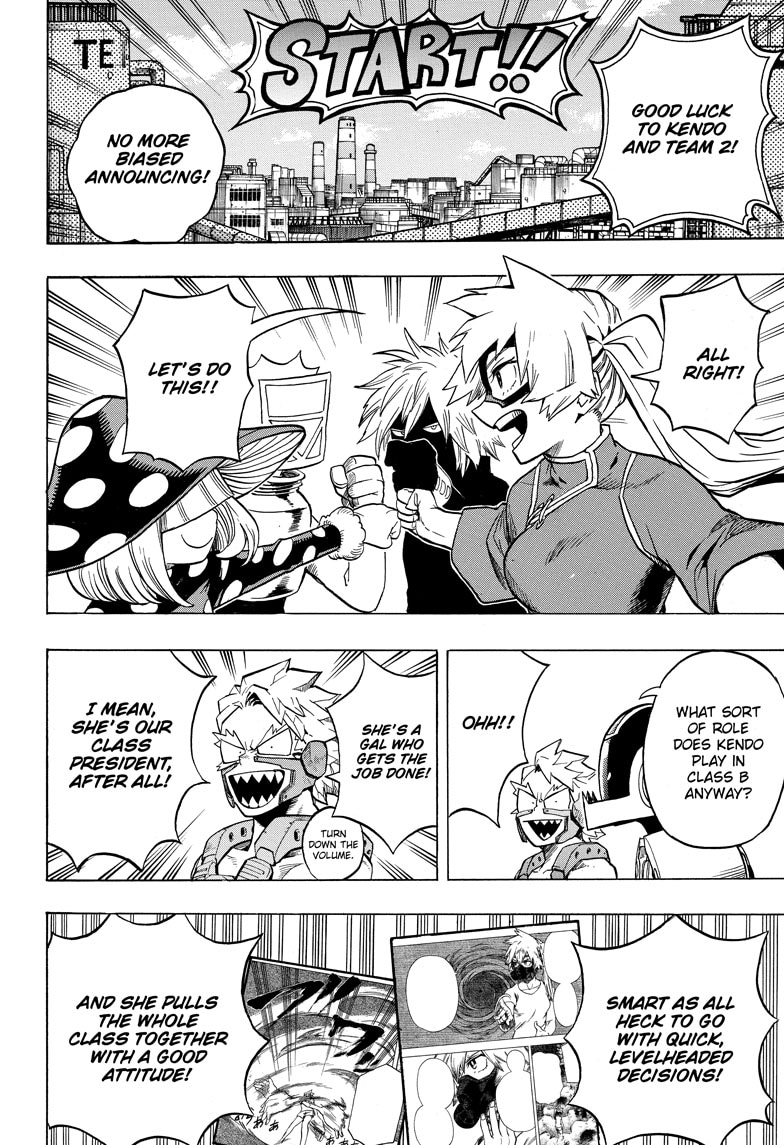 START!!
GOOD LUCK
TO KENDO
AND TEAM 2!
TE
NO MORE
BIASED
ANNOUNCING!
ALL
RIGHT!
LET'S DO
THIS!!
WHAT SORT
OF ROLE
DOES KENDO
PLAY IN
CLASS B
ANYWAY?
OHH!!
SHE'S A
GAL WHO
GETS THE
JOB DONE!
TURN
DOWN THE
VOLUME.
I MEAN,
SHE'S OUR
CLASS
PRESIDENT,
AFTER ALL!
SMART AS ALL
HECK TO GO
WITH QUICK,
LEVELHEADED
DECISIONS!
AND SHE PULLS
THE WHOLE
CLASS TOGETHER
WITH A GOOD
ATTITUDE!